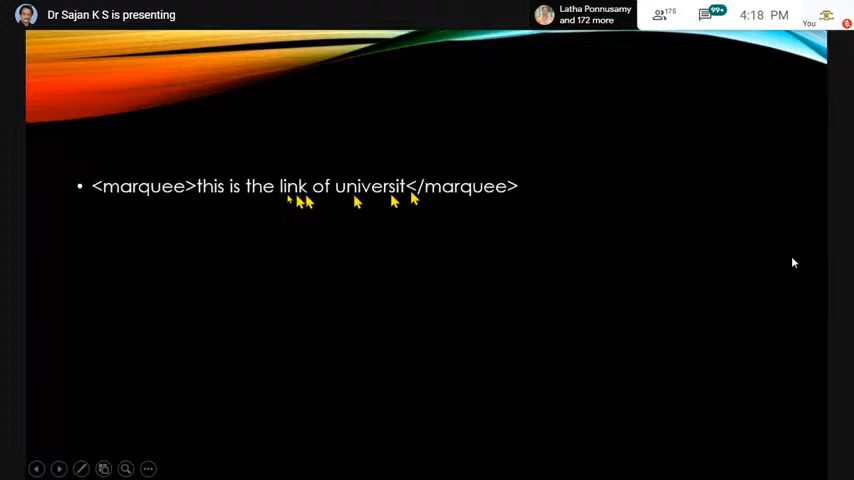 Dr Sajan K S is presenting
Latha Ponnusamy
and 172 more
175
99+
4:18 PM
You
• <marquee>this is the link of universit</marquee>